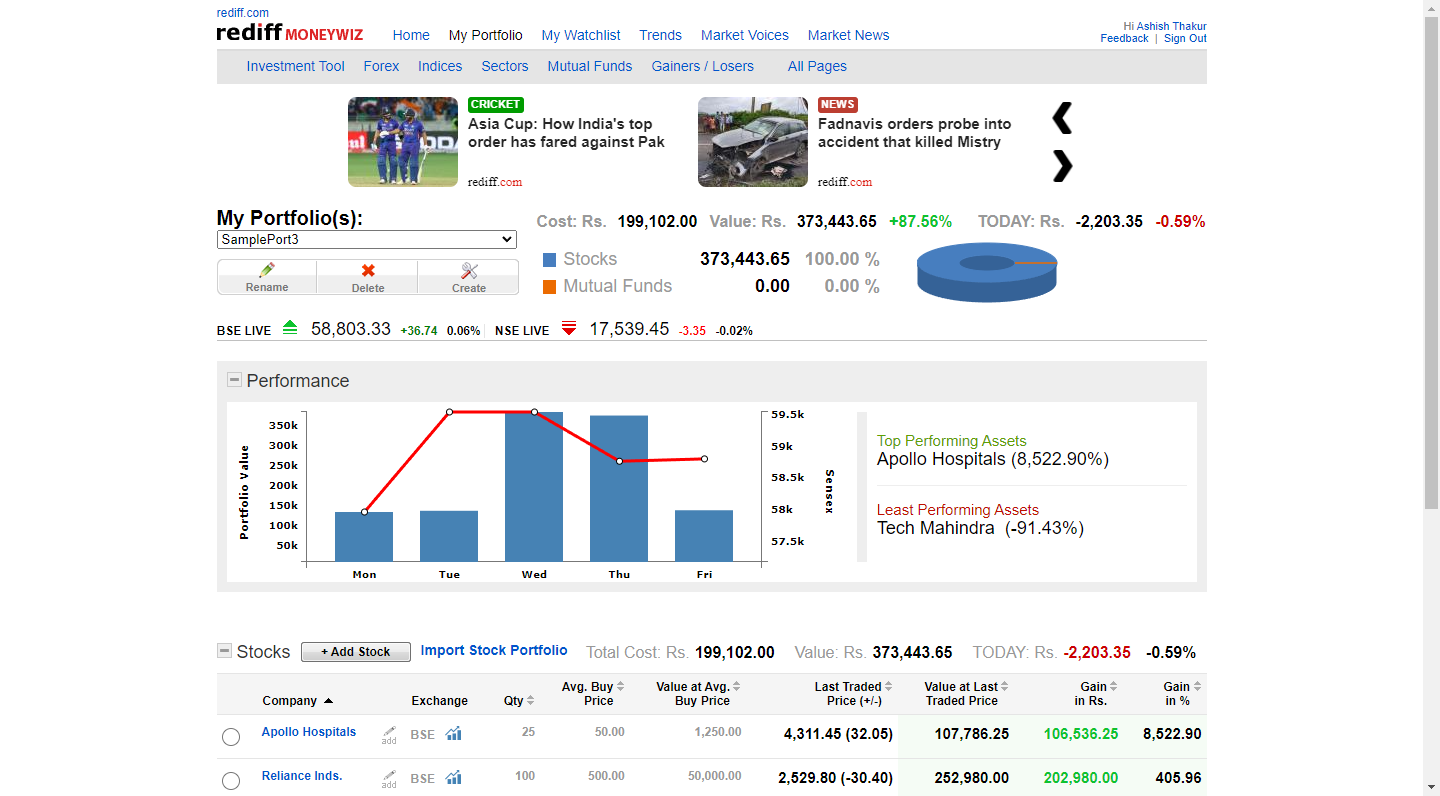 rediff.com
rediff MONEYWIZ
Home My Portfolio My Watchlist Trends Market Voices Market News
Hi Ashish Thakur
Feedback | Sign Out
Investment Tool Forex Indices Sectors Mutual Funds Gainers / Losers All Pages
CRICKET
Asia Cup: How India's top
order has fared against Pak
rediff.com
NEWS
Fadnavis orders probe into
accident that killed Mistry
rediff.com
My Portfolio(s):
SamplePort3
Rename Delete Create
Cost: Rs. 199,102.00 Value: Rs. 373,443.65 +87.56% TODAY: Rs. -2,203.35 -0.59%
Stocks 373,443.65 100.00 %
Mutual Funds 0.00 0.00 %
BSE LIVE 58,803.33 +36.74 0.06% NSE LIVE 17,539.45 -3.35 -0.02%
Performance
Portfolio Value
350k
300k
250k
200k
150k
100k
50k
Mon Tue Wed Thu Fri
59.5k
59k
58.5k
58k
57.5k
Sensex
Top Performing Assets
Apollo Hospitals (8,522.90%)
Least Performing Assets
Tech Mahindra (-91.43%)
Stocks + Add Stock Import Stock Portfolio Total Cost: Rs. 199,102.00 Value: Rs. 373,443.65 TODAY: Rs. -2,203.35 -0.59%
Company Exchange Qty Avg. Buy Price Value at Avg. Buy Price Last Traded Price (+/-) Value at Last Traded Price Gain in Rs. Gain in %
Apollo Hospitals add BSE 25 50.00 1,250.00 4,311.45 (32.05) 107,786.25 106,536.25 8,522.90
Reliance Inds. add BSE 100 500.00 50,000.00 2,529.80 (-30.40) 252,980.00 202,980.00 405.96